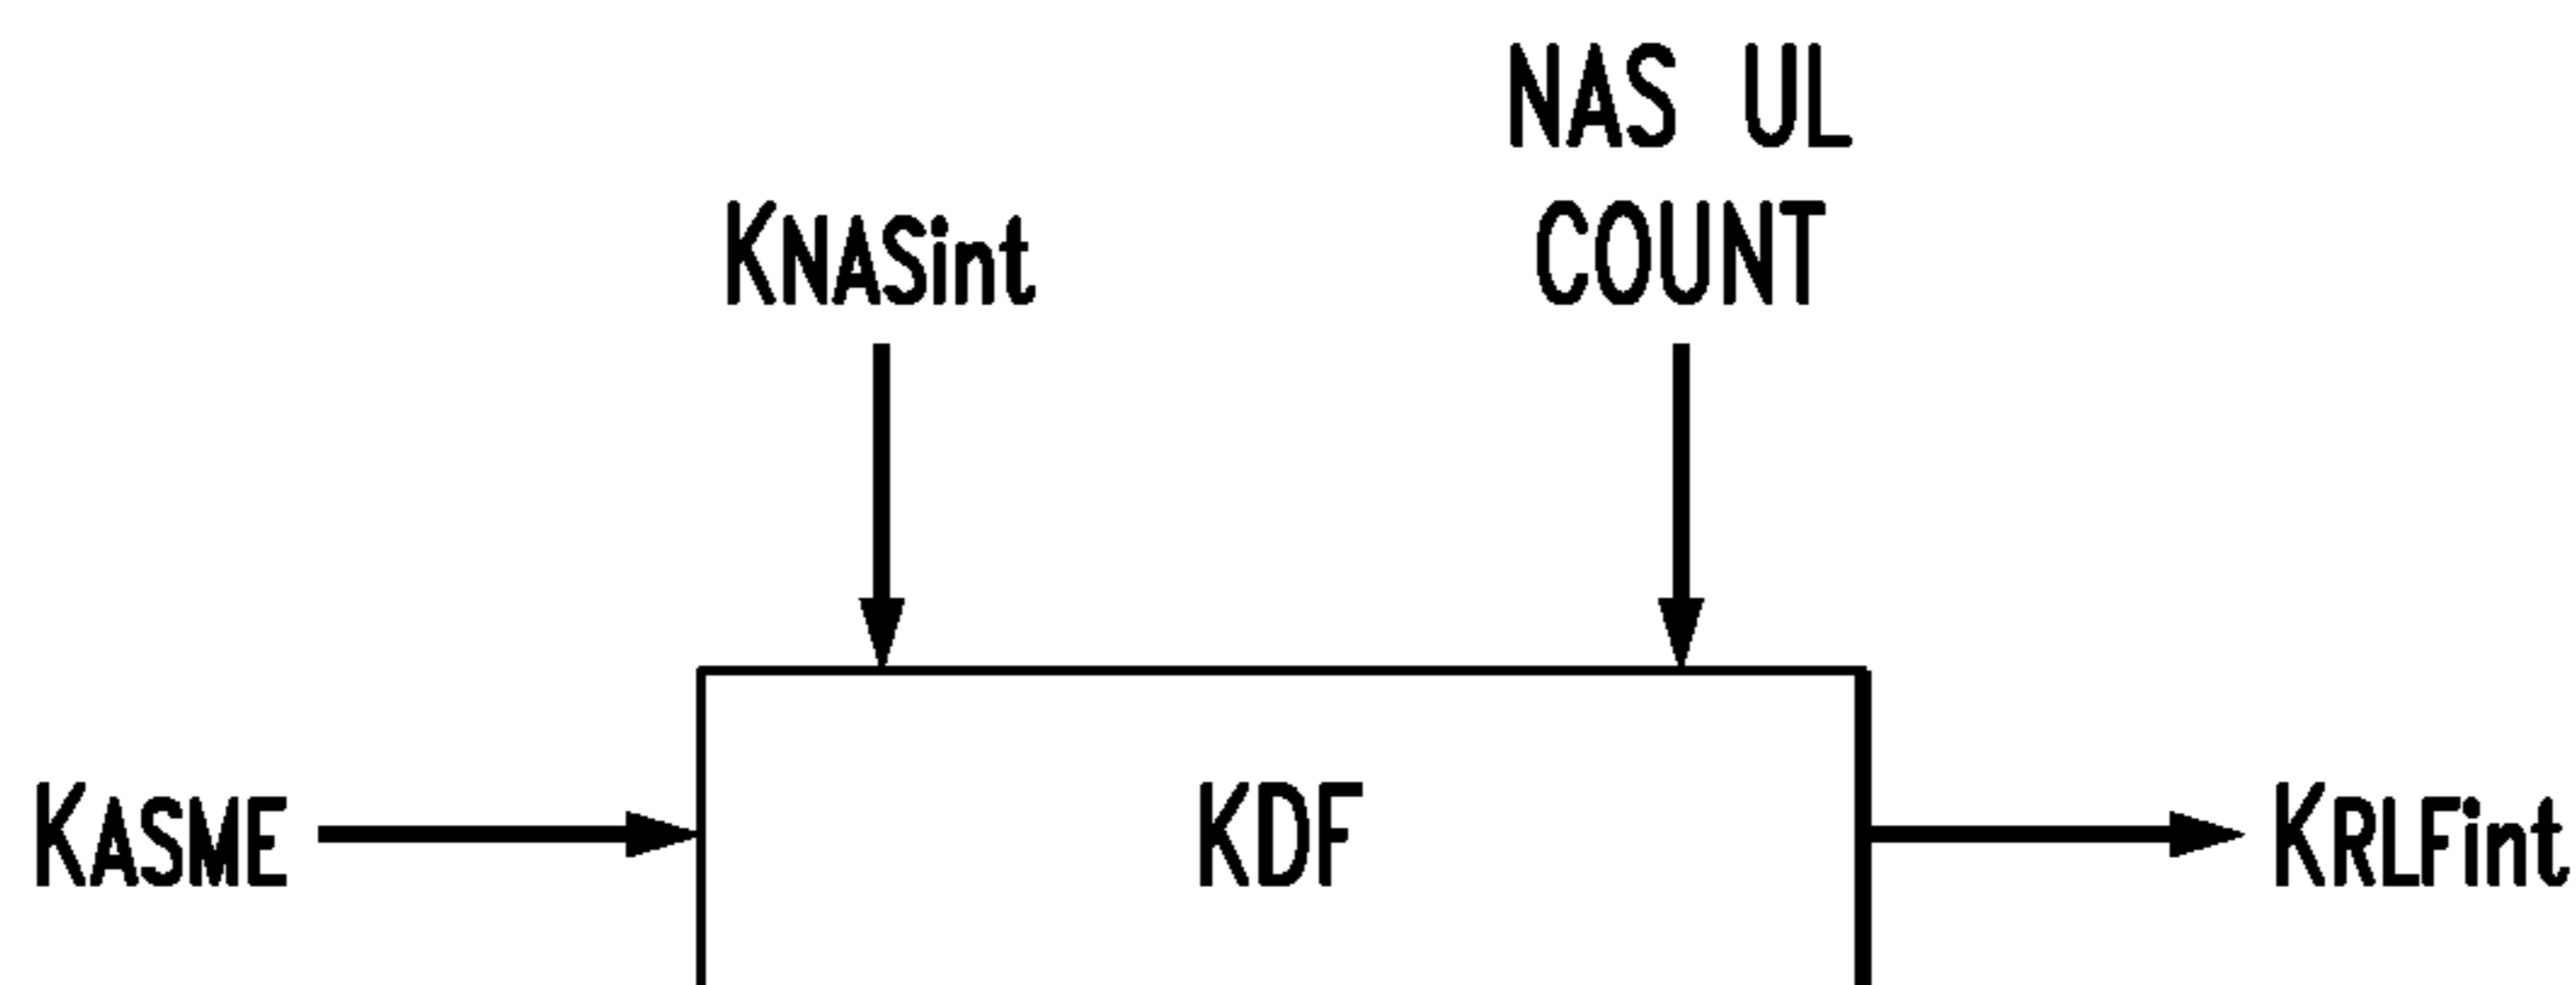 NAS UL
COUNT
KNASint
KASME
KDF
KRLFint